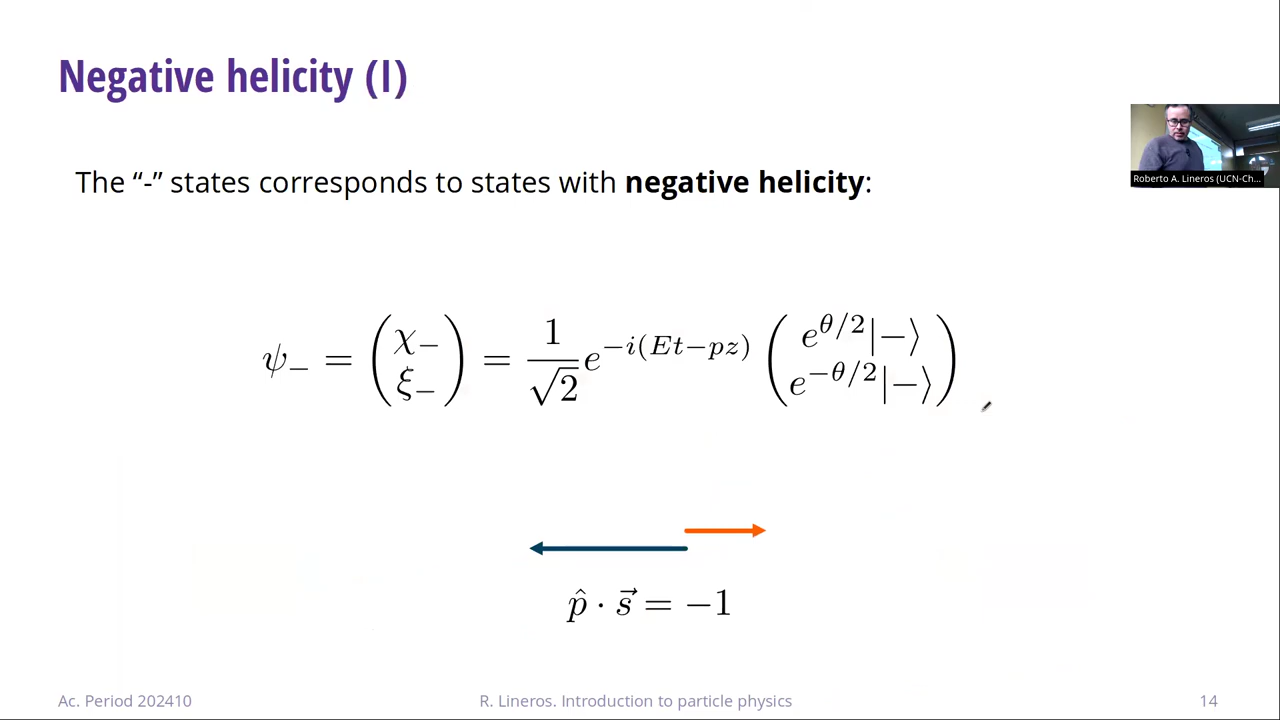 Negative helicity (I)
The “-” states corresponds to states with negative helicity:
Roberto A. Lineros (UCN-Ch...
ψ₋ = (χ₋ ξ₋) = 1/√2 e^{−i(Et−pz)} (e^{θ/2}|−⟩ e^{−θ/2}|−⟩)
p̂ · s⃗ = −1
Ac. Period 202410
R. Lineros. Introduction to particle physics
14